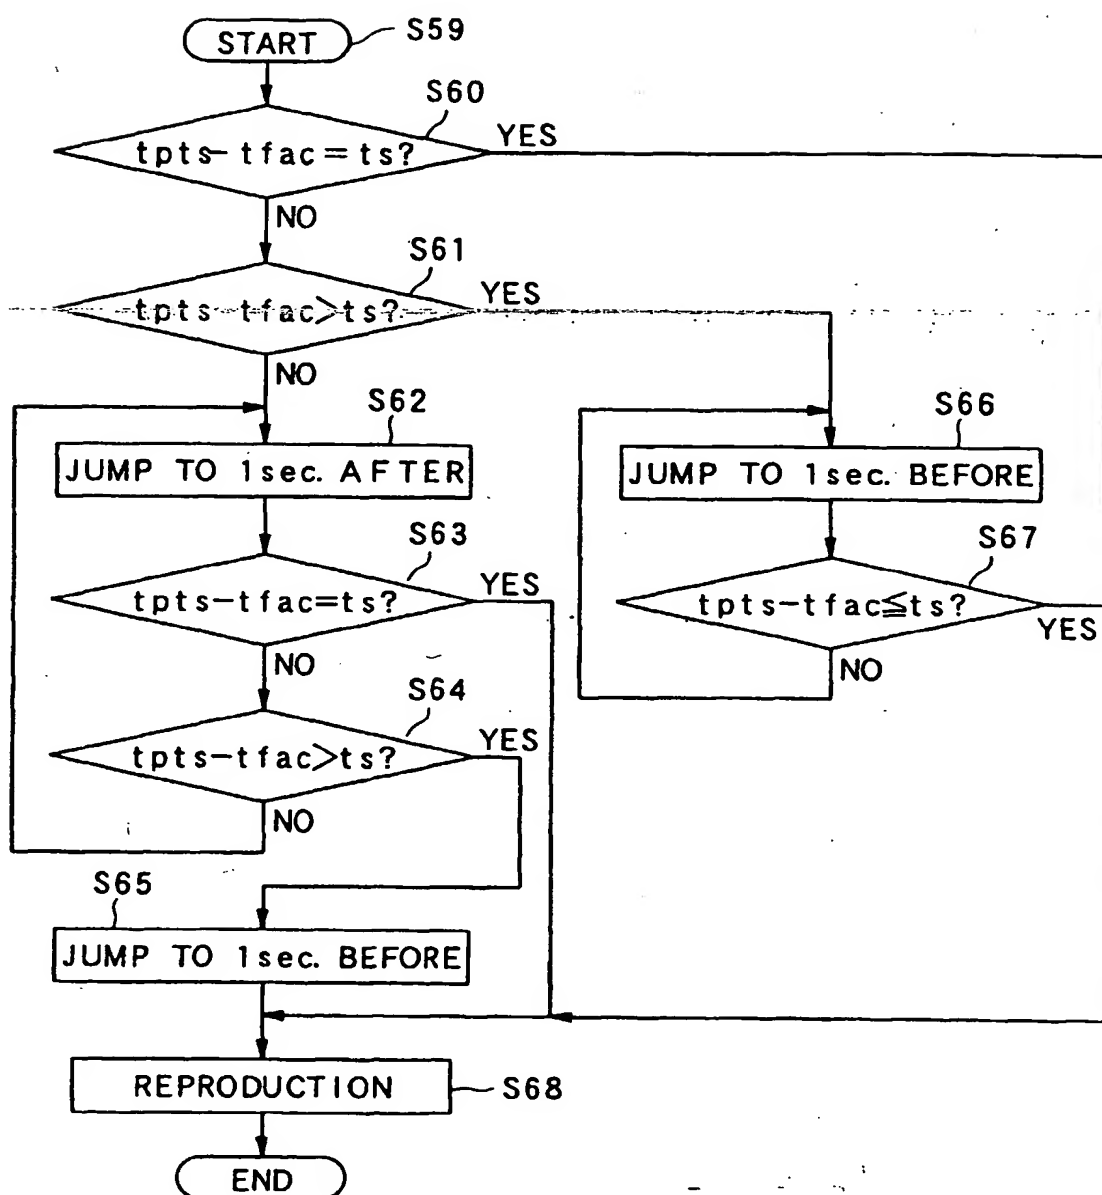 START
S59
S60
tpts-tfac=ts?
YES
NO
S61
tpts-tfac>ts?
YES
NO
S62
JUMP TO 1sec. AFTER
S66
JUMP TO 1sec. BEFORE
S63
tpts-tfac=ts?
YES
NO
S67
tpts-tfac≦ts?
YES
NO
S64
tpts-tfac>ts?
YES
NO
S65
JUMP TO 1sec. BEFORE
REPRODUCTION
S68
END